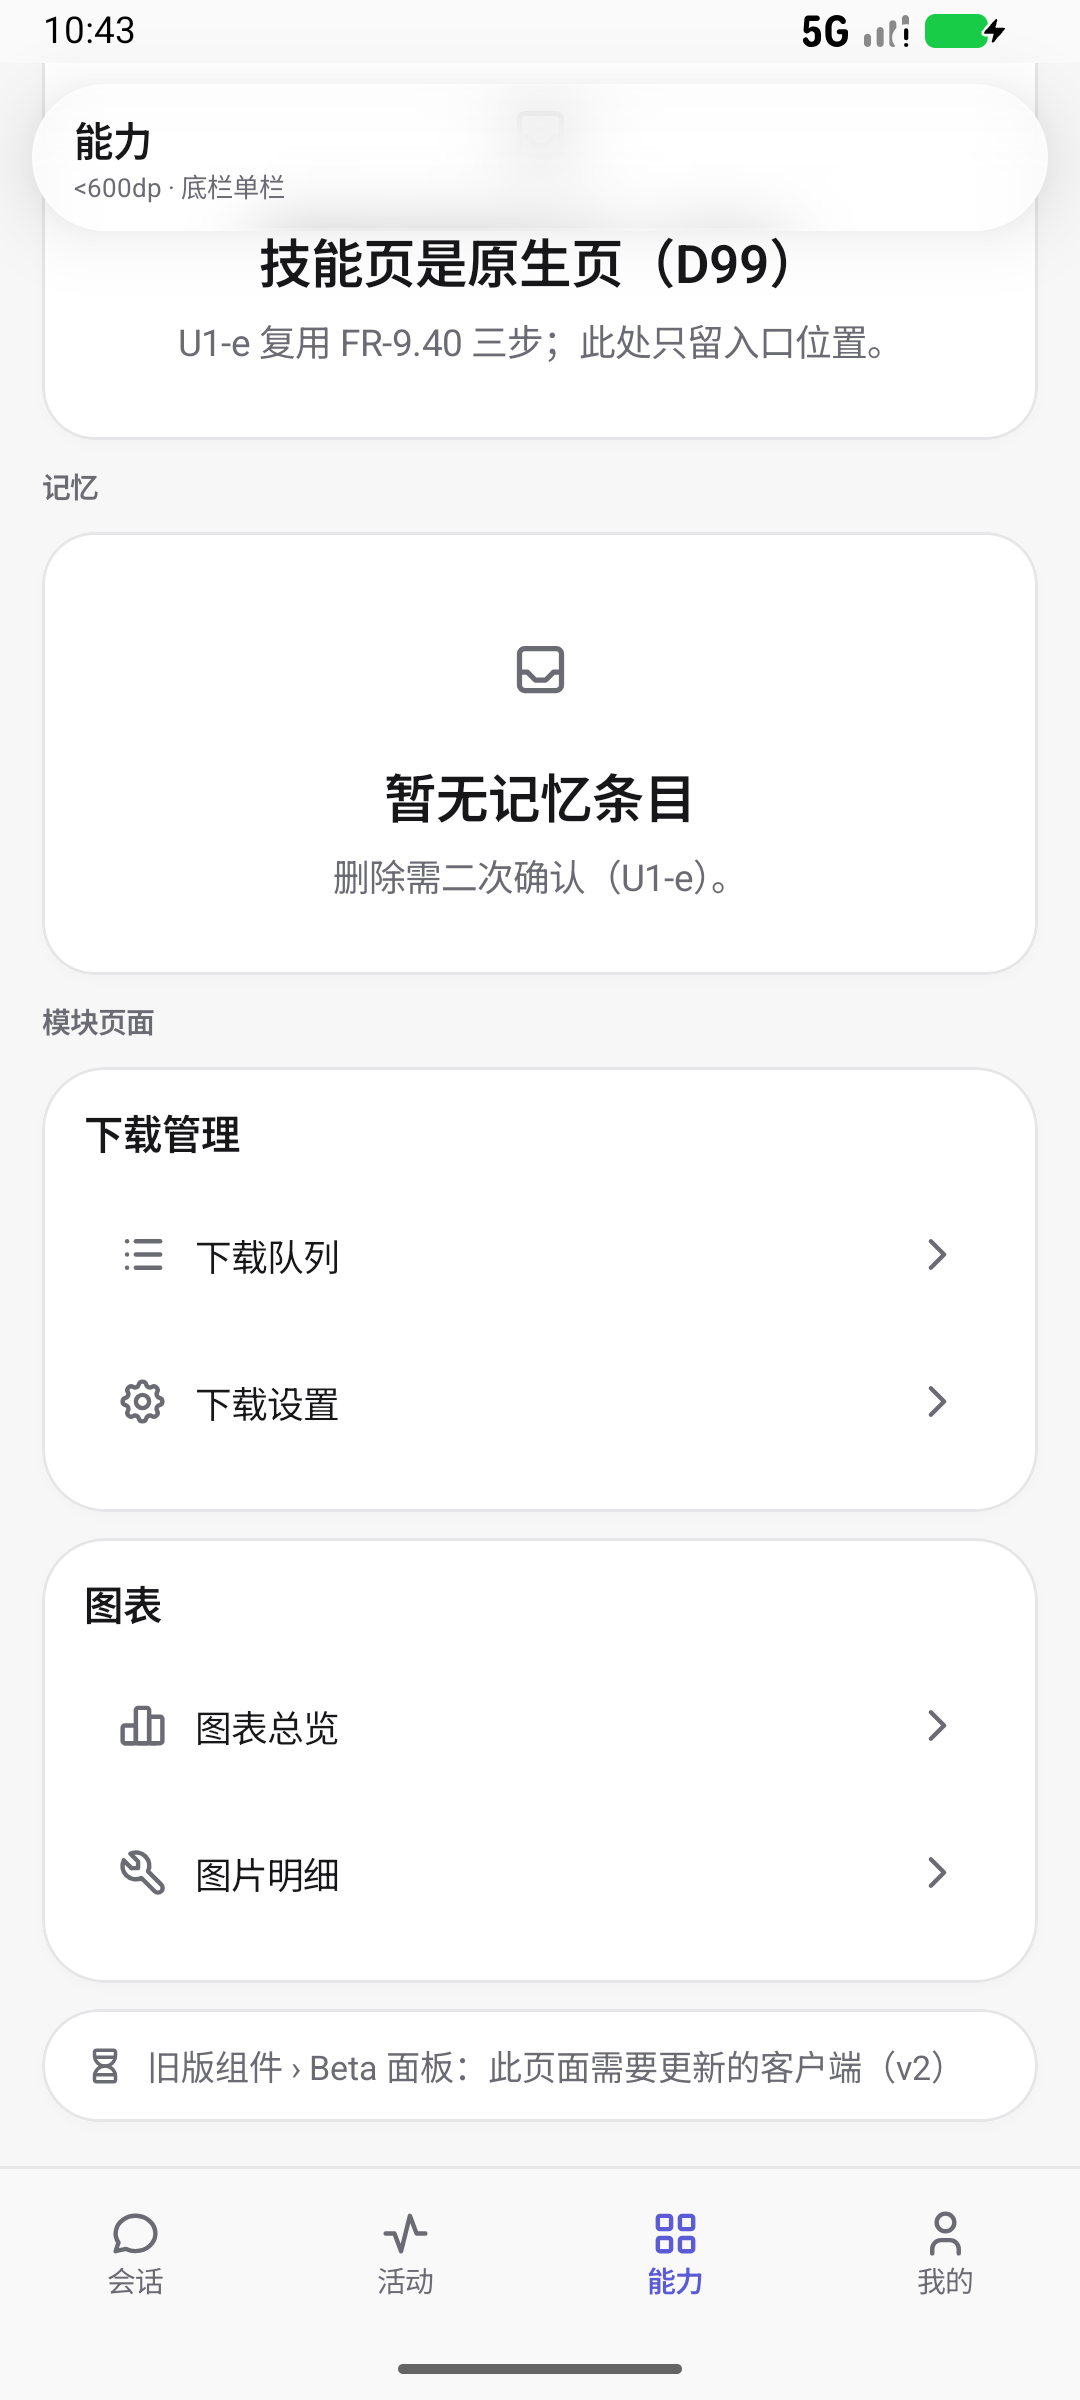 10:43
5G
能力
<600dp · 底栏单栏
技能页是原生页（D99）
U1-e 复用 FR-9.40 三步；此处只留入口位置。
记忆
暂无记忆条目
删除需二次确认（U1-e）。
模块页面
下载管理
下载队列
下载设置
图表
图表总览
图片明细
旧版组件 › Beta 面板：此页面需要更新的客户端（v2）
会话
活动
能力
我的